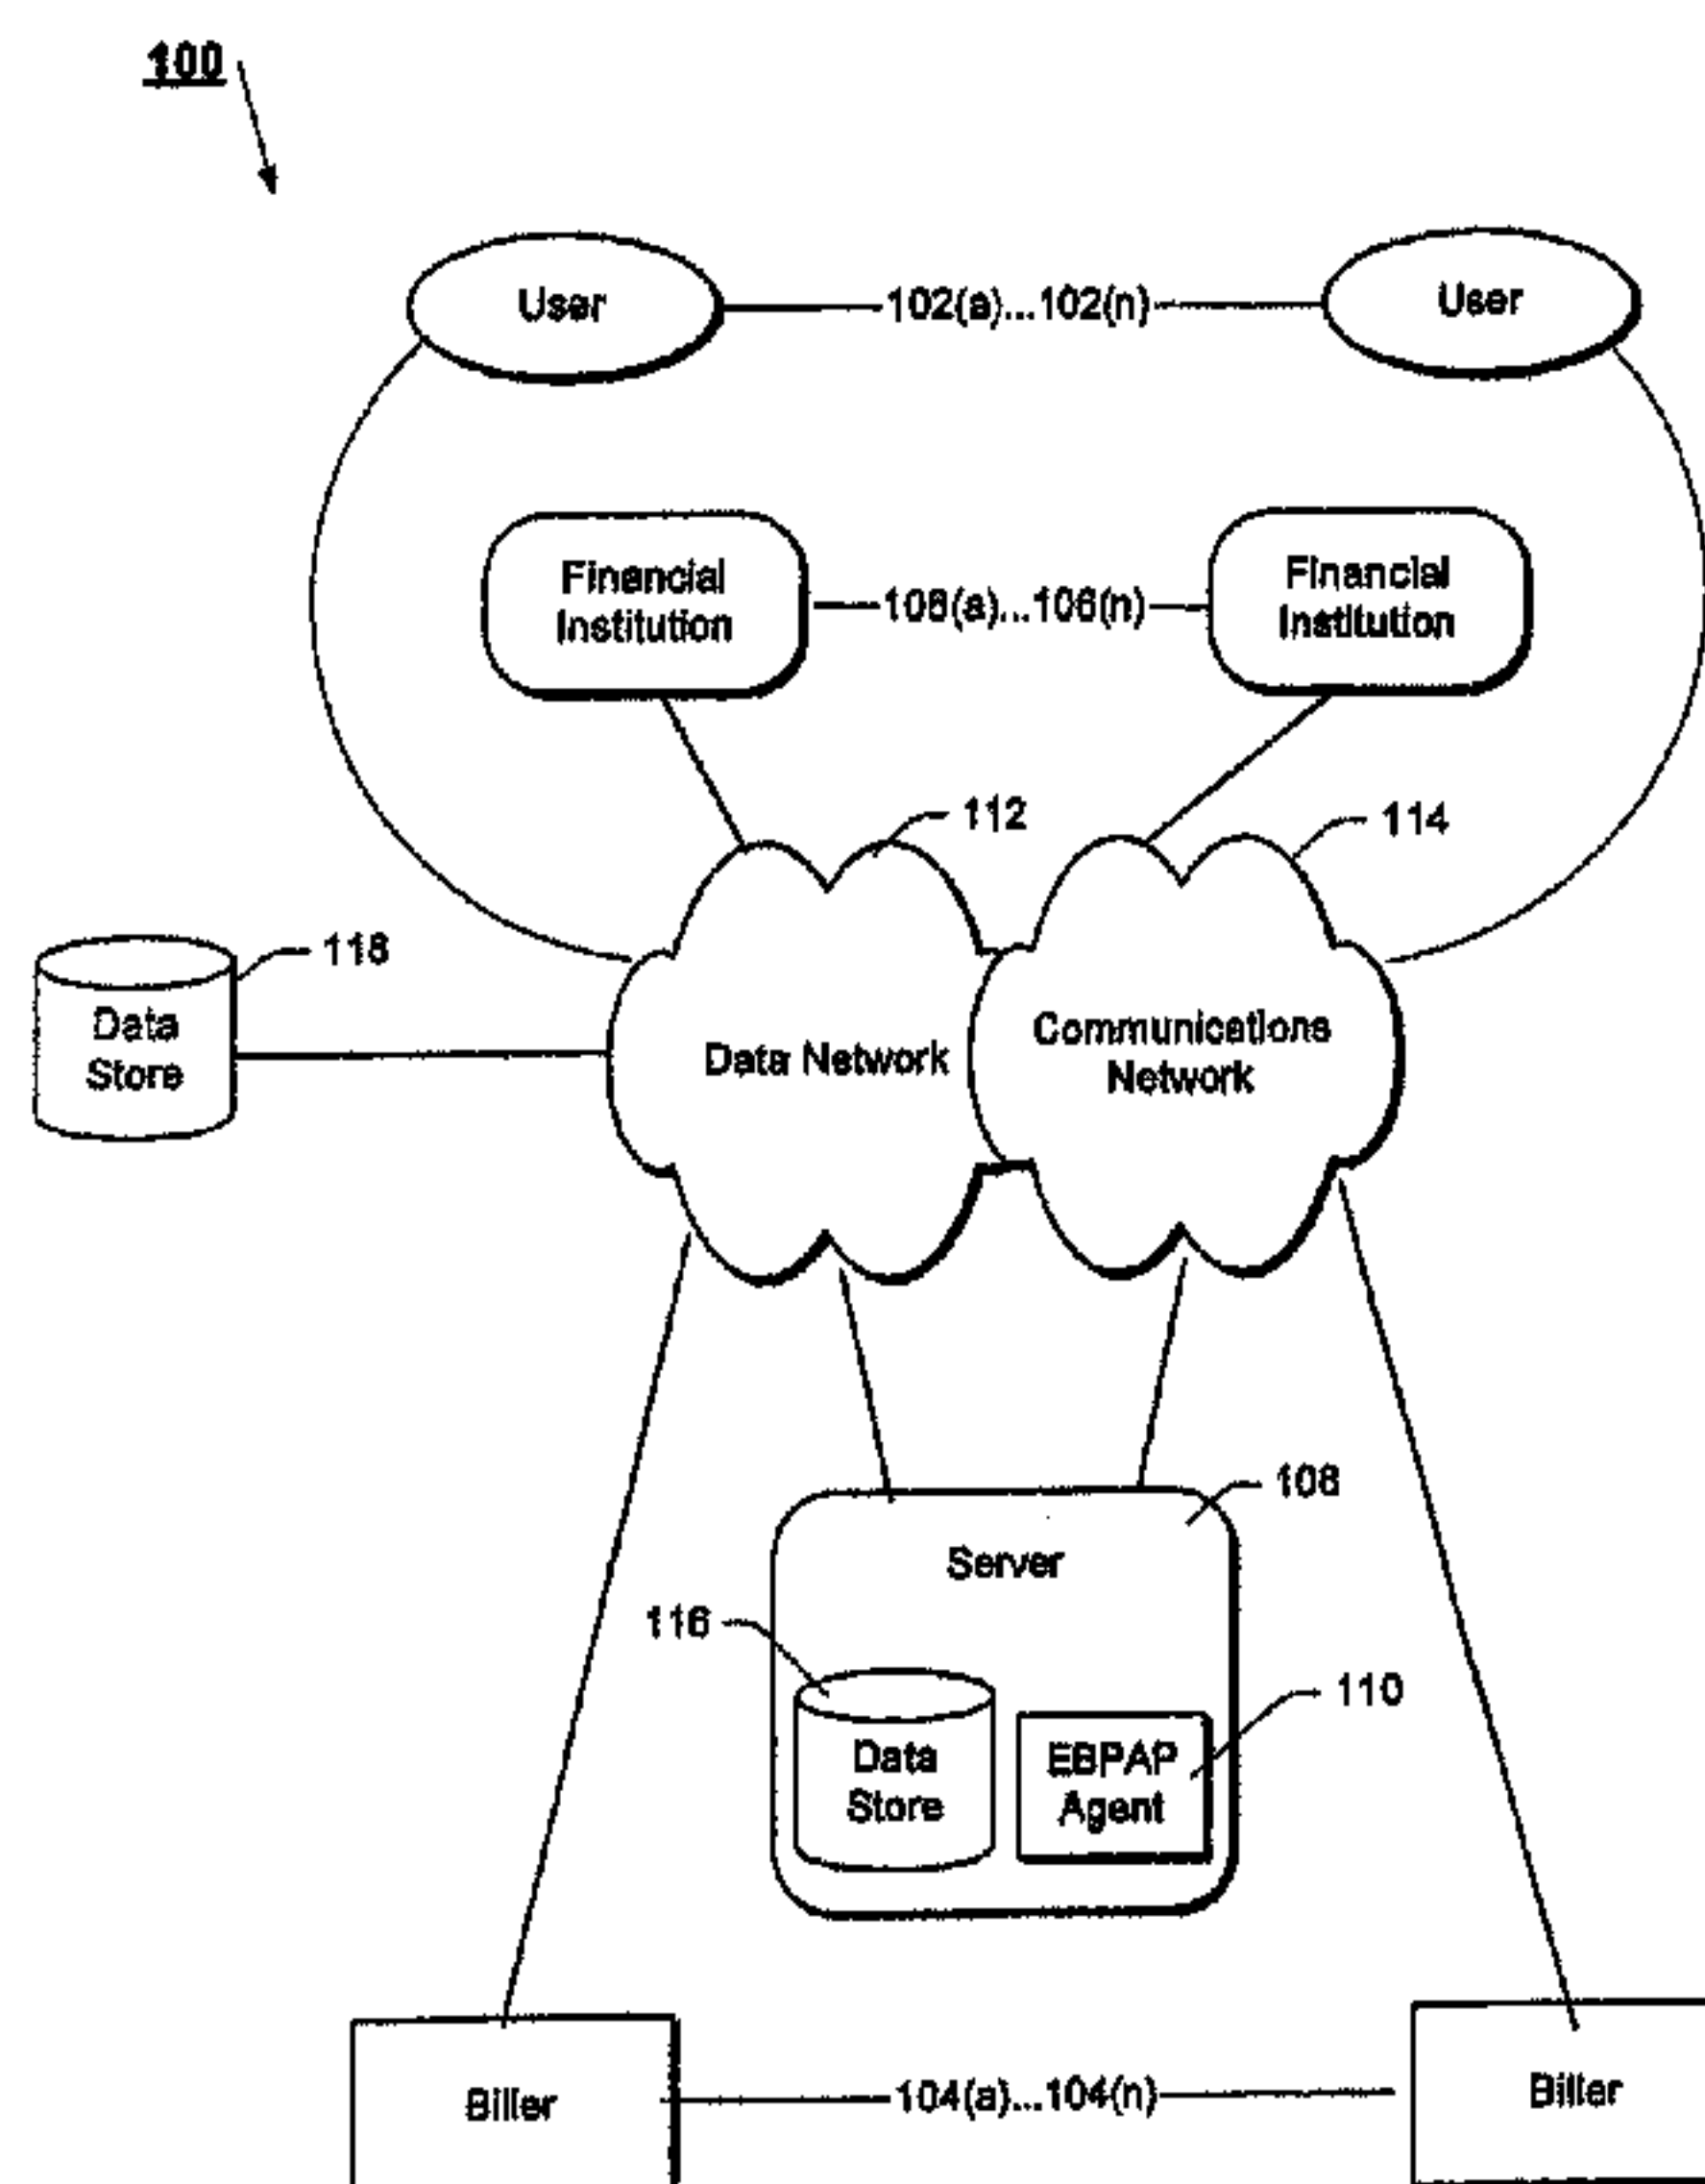 100
User
102(a)...102(n)
User
Financial
Institution
106(a)...106(n)
Financial
Institution
112
114
118
Data
Store
Data Network
Communications
Network
108
Server
116
110
Data
Store
EBPAP
Agent
Biller
104(a)...104(n)
Biller